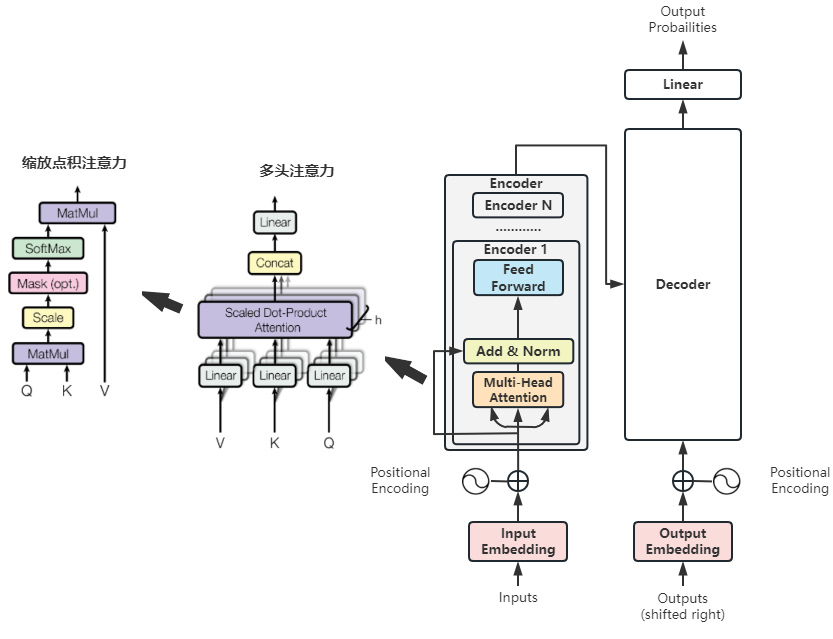 缩放点积注意力
MatMul
SoftMax
Mask (opt.)
Scale
MatMul
Q
K
V
多头注意力
Linear
Concat
Scaled Dot-Product
Attention
h
Linear
Linear
Linear
V
K
Q
Encoder
Encoder N
............
Encoder 1
Feed
Forward
Add & Norm
Multi-Head
Attention
Positional
Encoding
Input
Embedding
Inputs
Output
Probailities
Linear
Decoder
Positional
Encoding
Output
Embedding
Outputs
(shifted right)